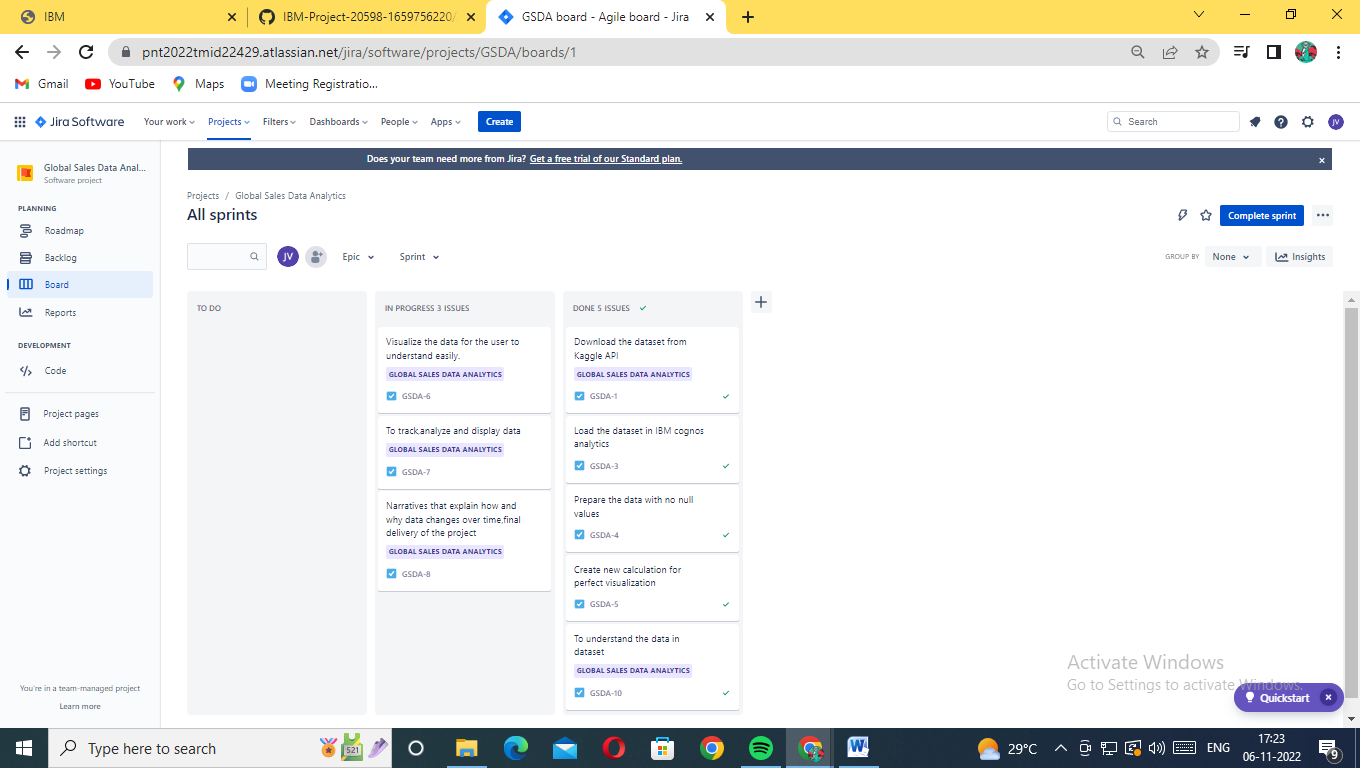 IBM
IBM-Project-20598-1659756220/
GSDA board - Agile board - Jira
pnt2022tmid22429.atlassian.net/jira/software/projects/GSDA/boards/1
Gmail
YouTube
Maps
Meeting Registratio...
Jira Software
Your work
Projects
Filters
Dashboards
People
Apps
Create
Search
JV
Global Sales Data Anal...
Software project
Does your team need more from Jira? Get a free trial of our Standard plan.
PLANNING
Roadmap
Backlog
Board
Reports
DEVELOPMENT
Code
Project pages
Add shortcut
Project settings
You're in a team-managed project
Learn more
Projects / Global Sales Data Analytics
All sprints
Complete sprint
JV
Epic
Sprint
GROUP BY
None
Insights
TO DO
IN PROGRESS 3 ISSUES
Visualize the data for the user to
understand easily.
GLOBAL SALES DATA ANALYTICS
GSDA-6
To track,analyze and display data
GLOBAL SALES DATA ANALYTICS
GSDA-7
Narratives that explain how and
why data changes over time,final
delivery of the project
GLOBAL SALES DATA ANALYTICS
GSDA-8
DONE 5 ISSUES
Download the dataset from
Kaggle API
GLOBAL SALES DATA ANALYTICS
GSDA-1
Load the dataset in IBM cognos
analytics
GSDA-3
Prepare the data with no null
values
GSDA-4
Create new calculation for
perfect visualization
GSDA-5
To understand the data in
dataset
GLOBAL SALES DATA ANALYTICS
GSDA-10
Activate Windows
Go to Settings to activate Windows.
Quickstart
Type here to search
521
29°C
ENG
17:23
06-11-2022
9